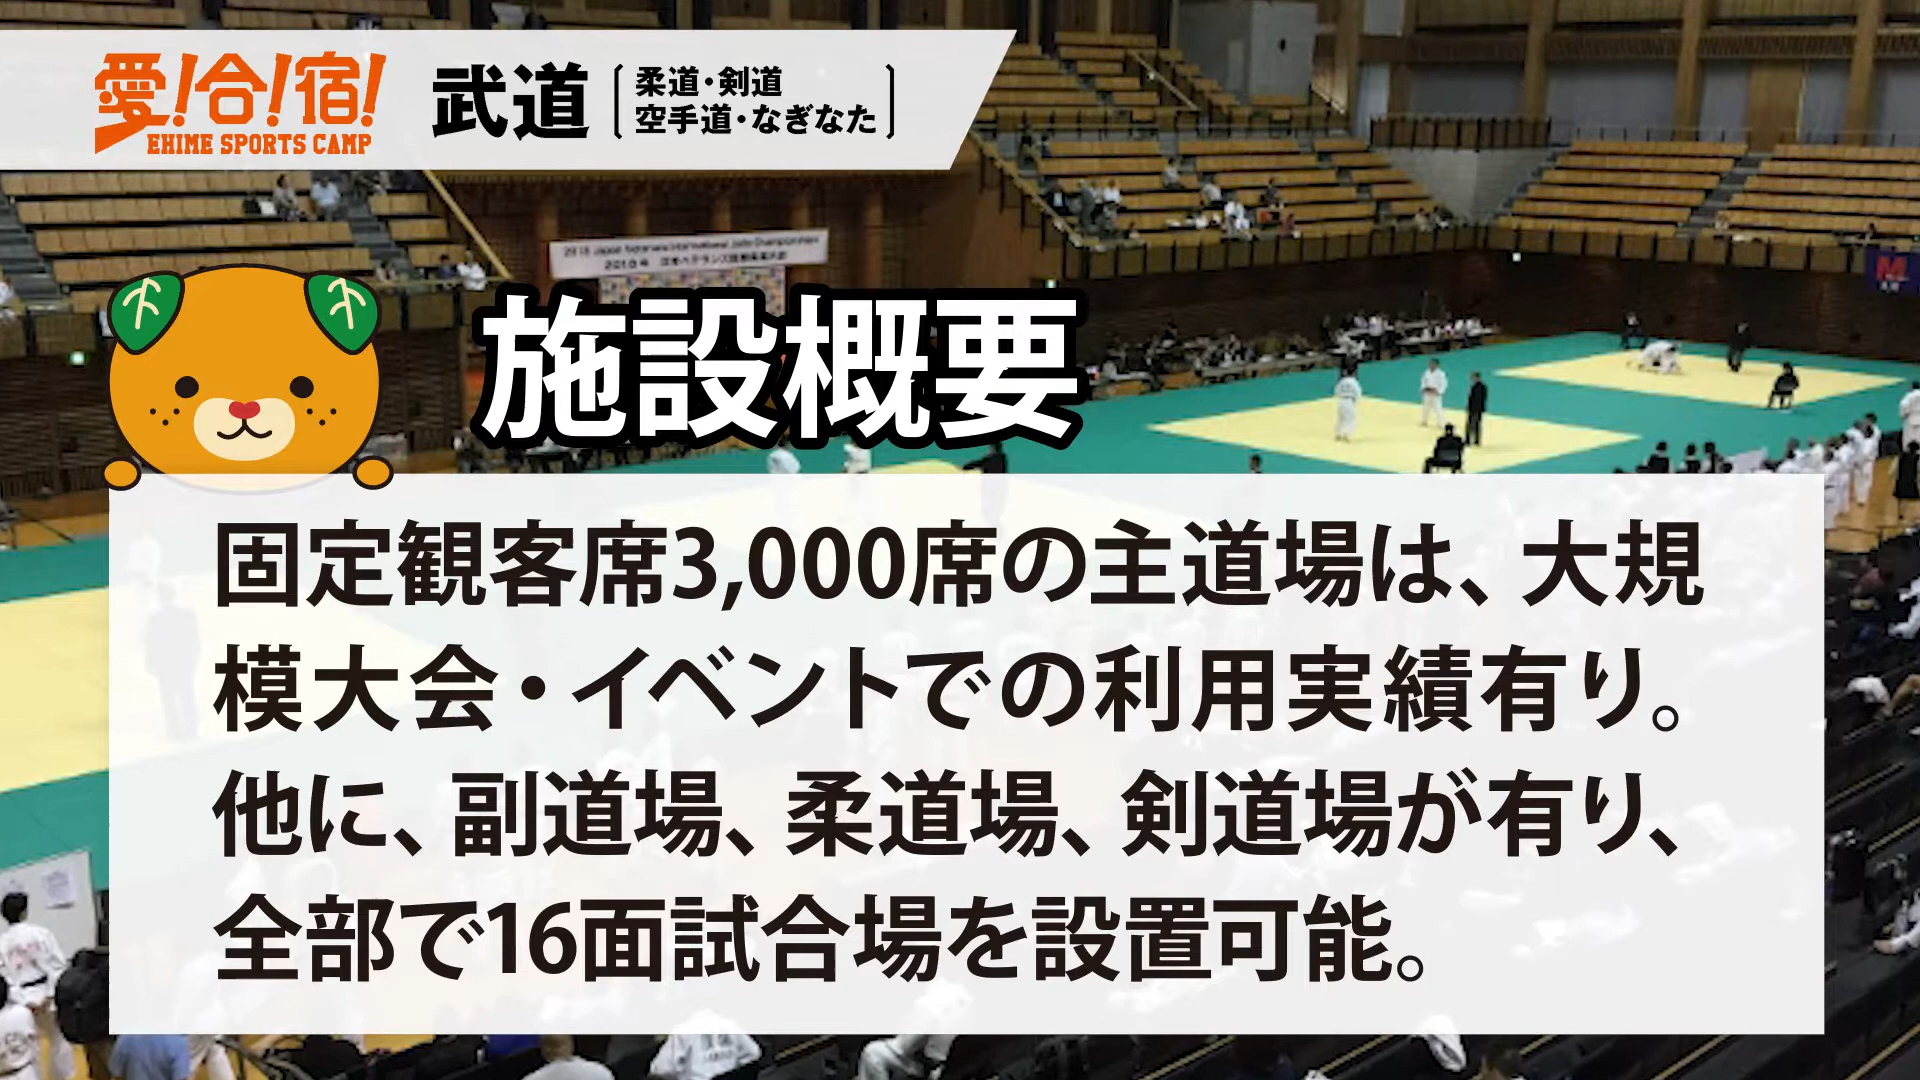 愛!合!宿!
EHIME SPORTS CAMP
武道
柔道・剣道
空手道・なぎなた
施設概要
固定観客席3,000席の主道場は、大規
模大会・イベントでの利用実績有り。
他に、副道場、柔道場、剣道場が有り、
全部で16面試合場を設置可能。